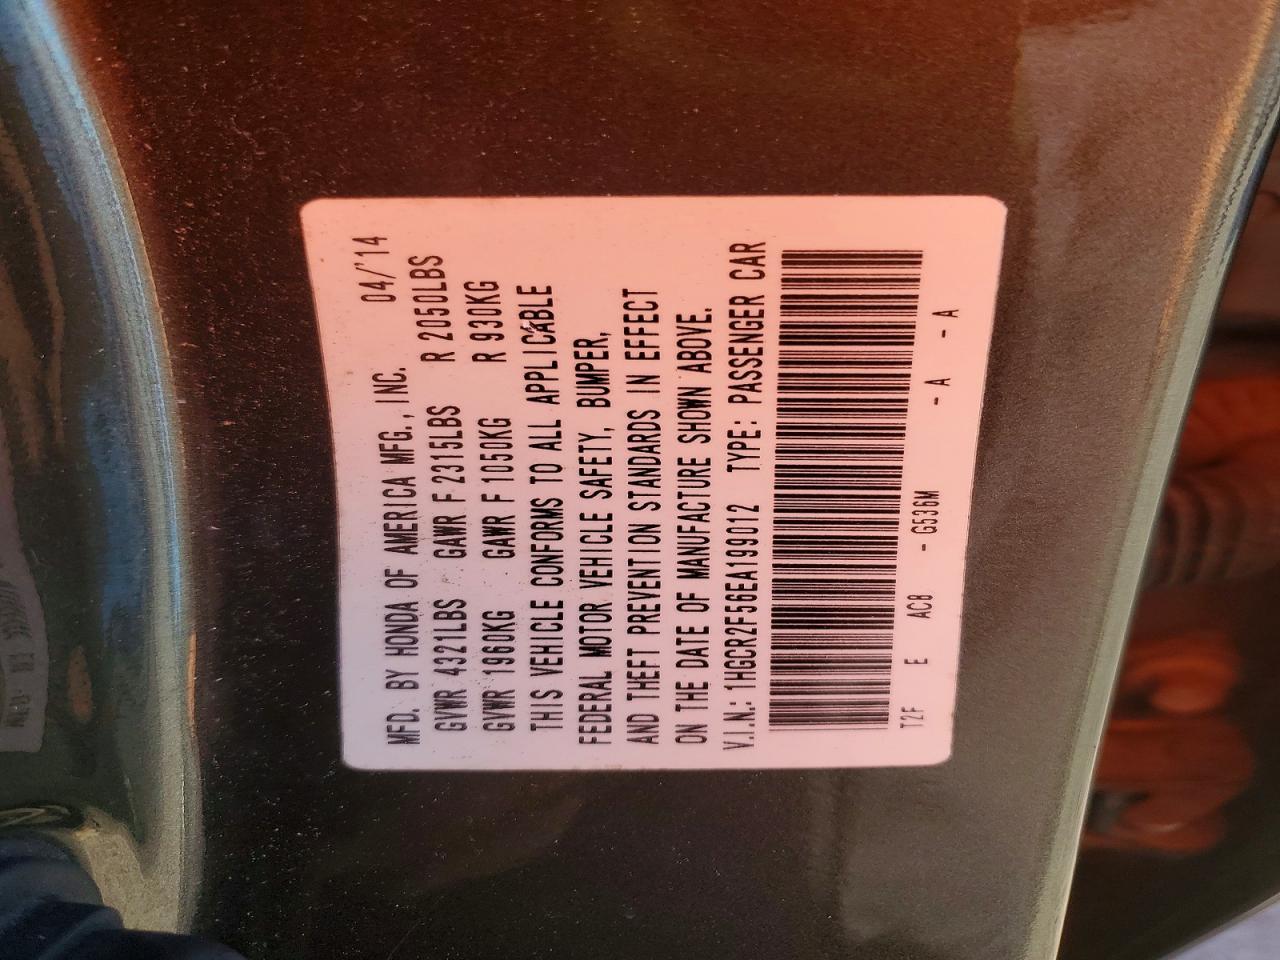 MFD. BY HONDA OF AMERICA MFG., INC. 04/'14
GVWR 4321LBS GAWR F 2315LBS R 2050LBS
GVWR 1960KG GAWR F 1050KG R 930KG
THIS VEHICLE CONFORMS TO ALL APPLICABLE
FEDERAL MOTOR VEHICLE SAFETY, BUMPER,
AND THEFT PREVENTION STANDARDS IN EFFECT
ON THE DATE OF MANUFACTURE SHOWN ABOVE.
V.I.N.: 1HGCR2F56EA199012 TYPE: PASSENGER CAR
T2F E AC8 - G536M - A - A